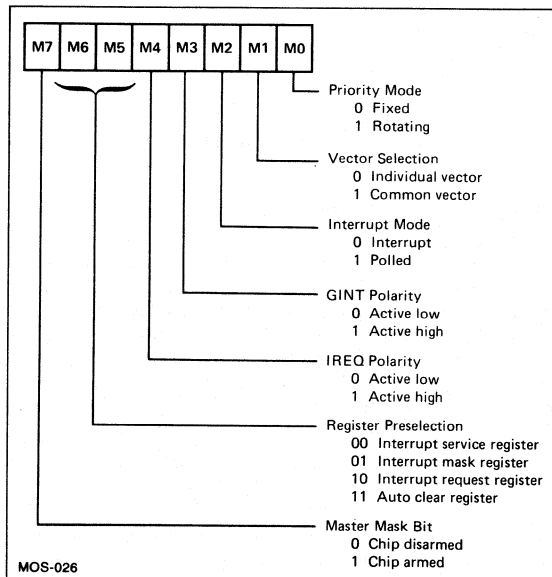 M7 M6 M5 M4 M3 M2 M1 M0
Priority Mode
0 Fixed
1 Rotating
Vector Selection
0 Individual vector
1 Common vector
Interrupt Mode
0 Interrupt
1 Polled
GINT Polarity
0 Active low
1 Active high
IREQ Polarity
0 Active low
1 Active high
Register Preselection
00 Interrupt service register
01 Interrupt mask register
10 Interrupt request register
11 Auto clear register
Master Mask Bit
0 Chip disarmed
1 Chip armed
MOS-026